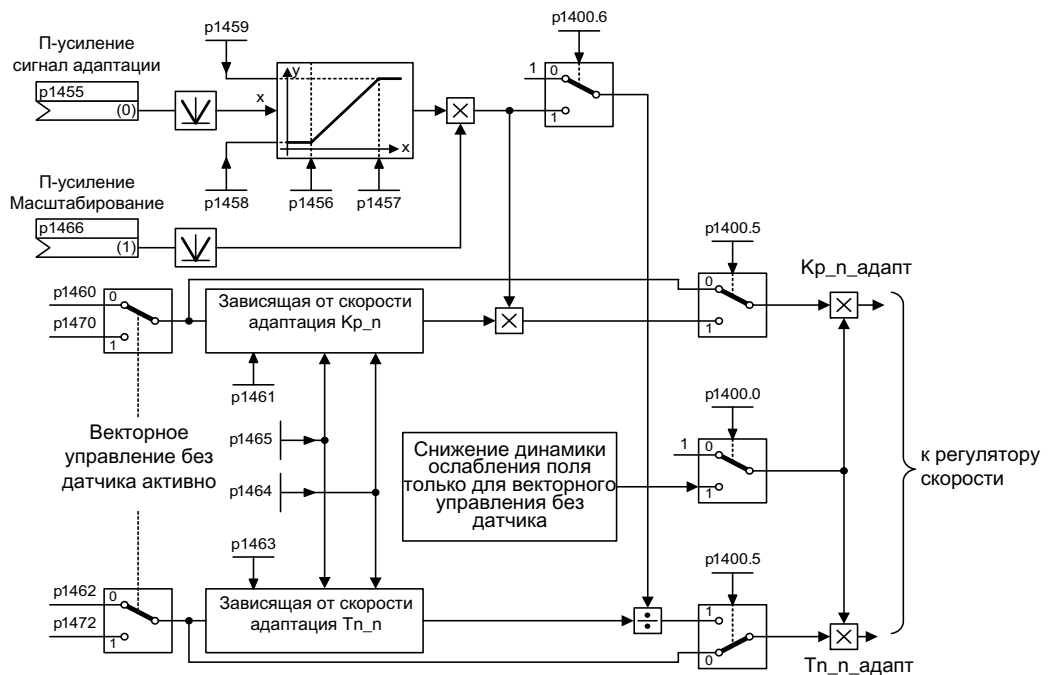 p1459
p1400.6
П-усиление
сигнал адаптации
p1455
(0)
x
y
x
1
0
1
p1458
p1456
p1457
П-усиление
Масштабирование
p1466
(1)
p1400.5
Kp_n_адапт
0
1
p1460
p1470
0
1
Зависящая от скорости
адаптация Kp_n
p1461
p1400.0
Векторное
управление без
датчика активно
p1465
p1464
Снижение динамики
ослабления поля
только для векторного
управления без
датчика
1
0
1
к регулятору
скорости
p1463
p1400.5
p1462
p1472
0
1
Зависящая от скорости
адаптация Tn_n
1
0
Tn_n_адапт